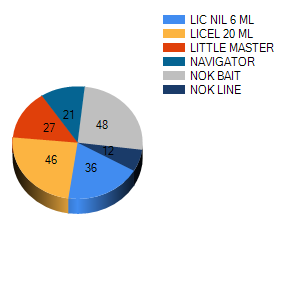 LIC NIL 6 ML
LICEL 20 ML
LITTLE MASTER
NAVIGATOR
NOK BAIT
NOK LINE
21
48
27
12
46
36